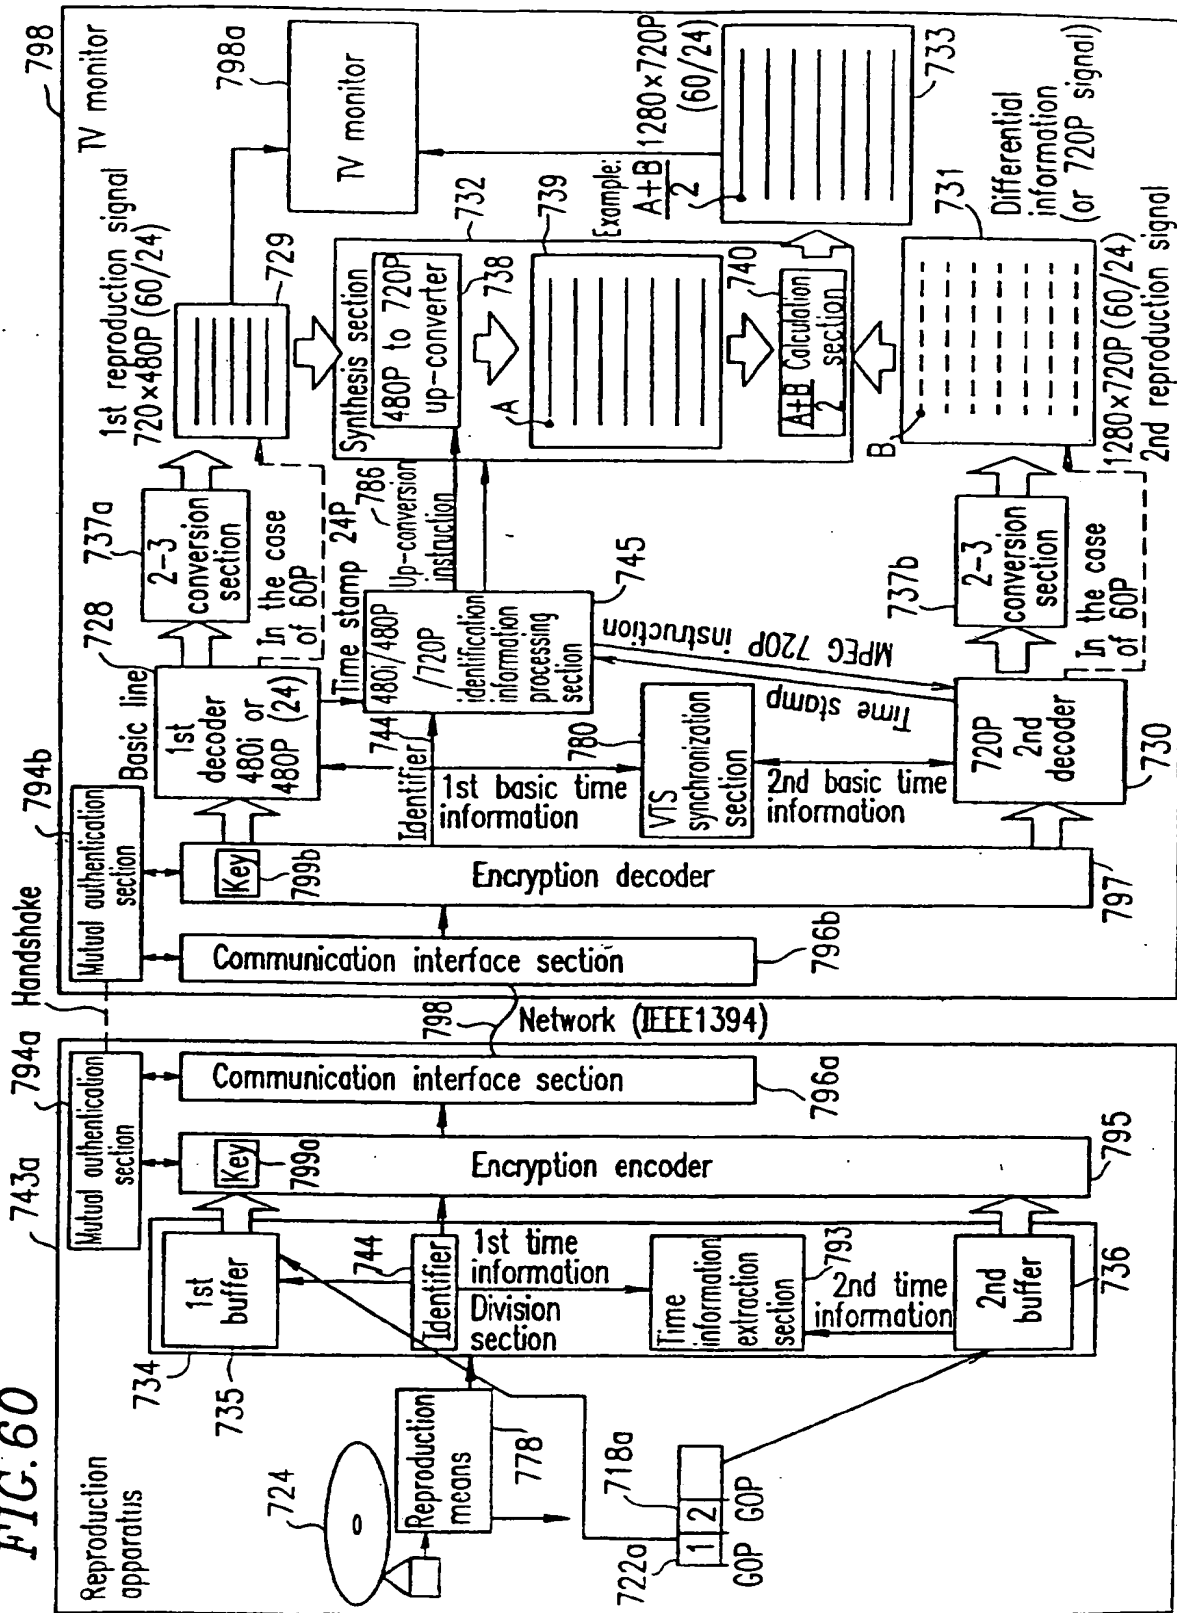 FIG. 60
Reproduction
apparatus
743a
724
Reproduction
means
778
718a
722a
1
2
GOP
GOP
734
735
1st
buffer
744
Identifier
1st time
information
Division
section
Time
information
extraction
section
793
2nd time
information
2nd
buffer
736
Mutual authentication
section
794a
Key
799a
Encryption encoder
795
Communication interface section
796a
Handshake
798
Network (IEEE1394)
794b
Mutual authentication
section
Communication interface section
796b
Key
799b
Encryption decoder
797
798
TV monitor
Basic line
728
1st
decoder
480i or
480P (24)
Identifier
744
1st basic time
information
780
VTS
synchronization
section
2nd basic time
information
720P
2nd
decoder
730
737a
2-3
conversion
section
In the case
of 60P
Time stamp 24P
480i/480P
/720P
identification
information
processing
section
745
786
Up-conversion
instruction
MPEG 720P instruction
Time stamp
737b
2-3
conversion
section
In the case
of 60P
1st reproduction signal
720×480P (60/24)
729
Synthesis section
732
480P to 720P
up-converter
738
A
739
A+B
2
Calculation
section
740
B
731
1280×720P (60/24)
2nd reproduction signal
Differential
information
(or 720P signal)
798a
TV monitor
Example:
A+B
2
1280×720P
(60/24)
733